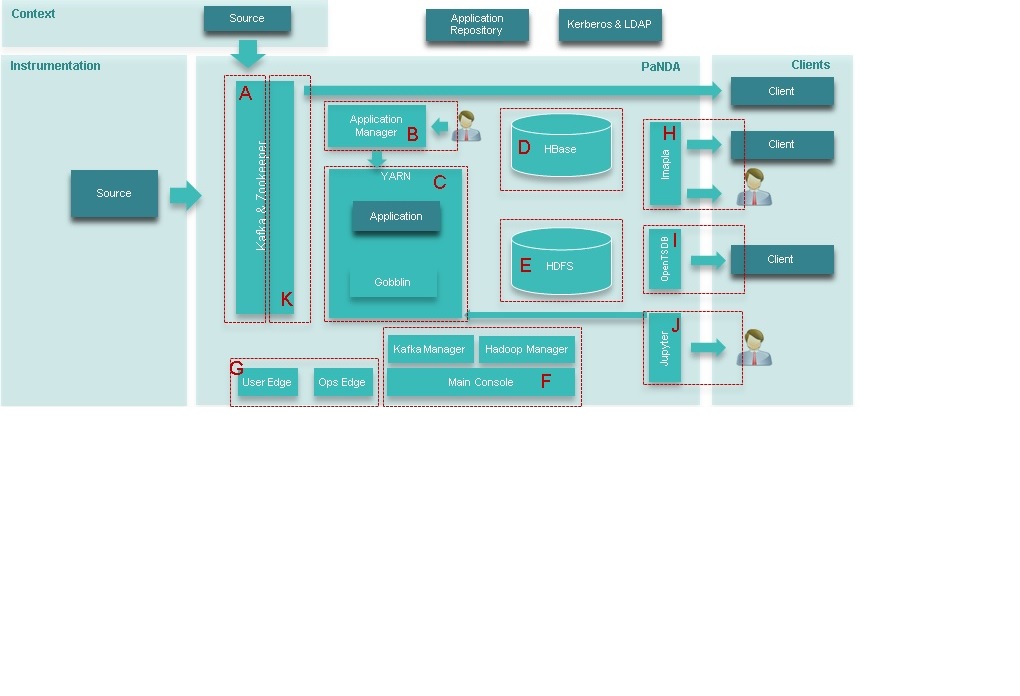 Context
Source
Application
Repository
Kerberos & LDAP
Instrumentation
PaNDA
Clients
Source
A
Kafka & Zookeeper
K
Application
Manager
B
YARN
C
Application
Gobblin
D
HBase
E
HDFS
H
Imapla
I
OpenTSDB
J
Jupyter
Client
Client
Client
Kafka Manager
Hadoop Manager
Main Console
F
G
User Edge
Ops Edge